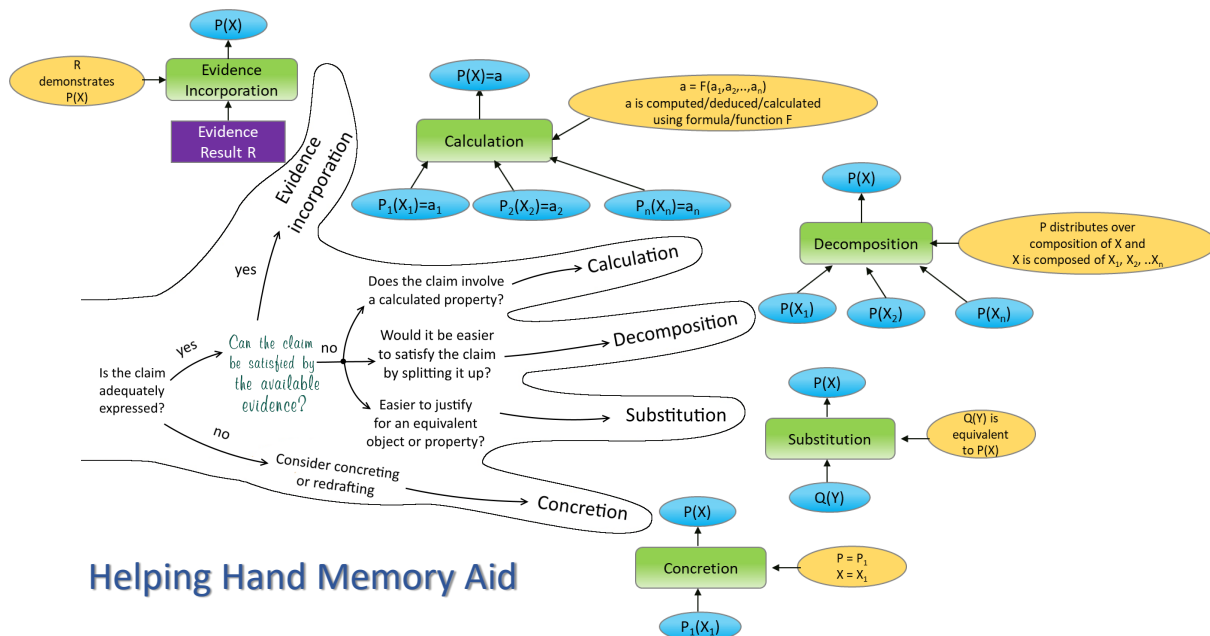 P(X)
R
demonstrates
P(X)
Evidence
Incorporation
Evidence
Result R
P(X)=a
a = F(a₁,a₂,..,aₙ)
a is computed/deduced/calculated
using formula/function F
Calculation
P₁(X₁)=a₁
P₂(X₂)=a₂
Pₙ(Xₙ)=aₙ
P(X)
Decomposition
P distributes over
composition of X and
X is composed of X₁, X₂, ..Xₙ
P(X₁)
P(X₂)
P(Xₙ)
Evidence
incorporation
yes
Does the claim involve
a calculated property?
Calculation
Is the claim
adequately
expressed?
yes
Can the claim
be satisfied by
the available
evidence?
no
Would it be easier
to satisfy the claim
by splitting it up?
Decomposition
Easier to justify
for an equivalent
object or property?
Substitution
no
Consider concreting
or redrafting
Concretion
P(X)
Substitution
Q(Y) is
equivalent
to P(X)
Q(Y)
P(X)
Concretion
P = P₁
X = X₁
P₁(X₁)
Helping Hand Memory Aid